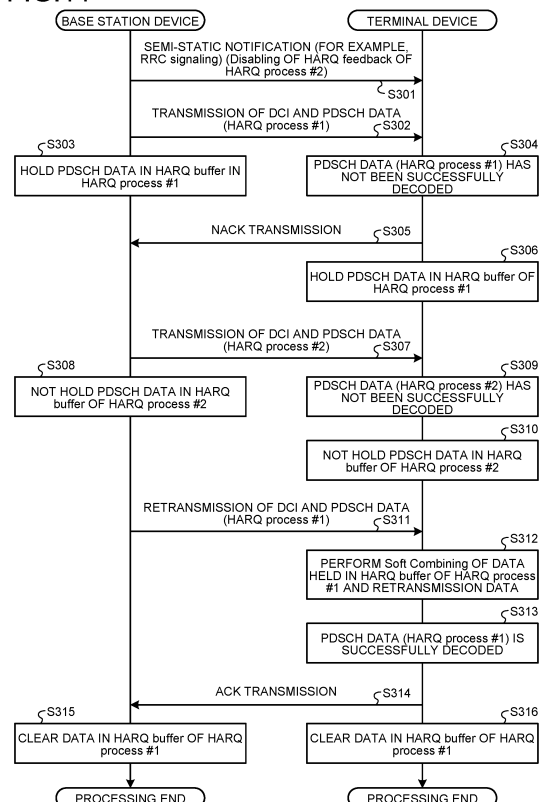 BASE STATION DEVICE
TERMINAL DEVICE
SEMI-STATIC NOTIFICATION (FOR EXAMPLE,
RRC signaling) (Disabling OF HARQ feedback OF
HARQ process #2)
S301
TRANSMISSION OF DCI AND PDSCH DATA
(HARQ process #1)
S302
S303
HOLD PDSCH DATA IN HARQ buffer IN
HARQ process #1
S304
PDSCH DATA (HARQ process #1) HAS
NOT BEEN SUCCESSFULLY
DECODED
NACK TRANSMISSION
S305
S306
HOLD PDSCH DATA IN HARQ buffer OF
HARQ process #1
TRANSMISSION OF DCI AND PDSCH DATA
(HARQ process #2)
S307
S308
NOT HOLD PDSCH DATA IN HARQ
buffer OF HARQ process #2
S309
PDSCH DATA (HARQ process #2) HAS
NOT BEEN SUCCESSFULLY
DECODED
S310
NOT HOLD PDSCH DATA IN HARQ
buffer OF HARQ process #2
RETRANSMISSION OF DCI AND PDSCH DATA
(HARQ process #1)
S311
S312
PERFORM Soft Combining OF DATA
HELD IN HARQ buffer OF HARQ process
#1 AND RETRANSMISSION DATA
S313
PDSCH DATA (HARQ process #1) IS
SUCCESSFULLY DECODED
ACK TRANSMISSION
S314
S315
CLEAR DATA IN HARQ buffer OF HARQ
process #1
S316
CLEAR DATA IN HARQ buffer OF HARQ
process #1
PROCESSING END
PROCESSING END